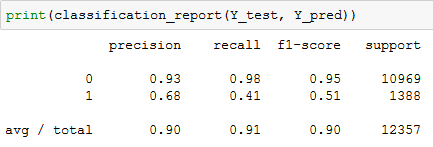 print(classification_report(Y_test, Y_pred))
precision recall f1-score support
0 0.93 0.98 0.95 10969
1 0.68 0.41 0.51 1388
avg / total 0.90 0.91 0.90 12357